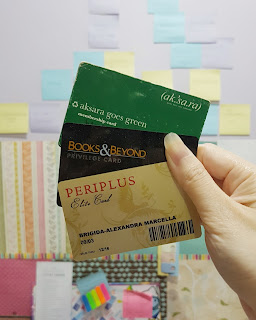 (ak.'sa.ra)
aksara goes green
membership card
BOOKS&BEYOND
PRIVILEGE CARD
PERIPLUS
Elite Card
BRIGIDA-ALEXANDRA MARCELLA